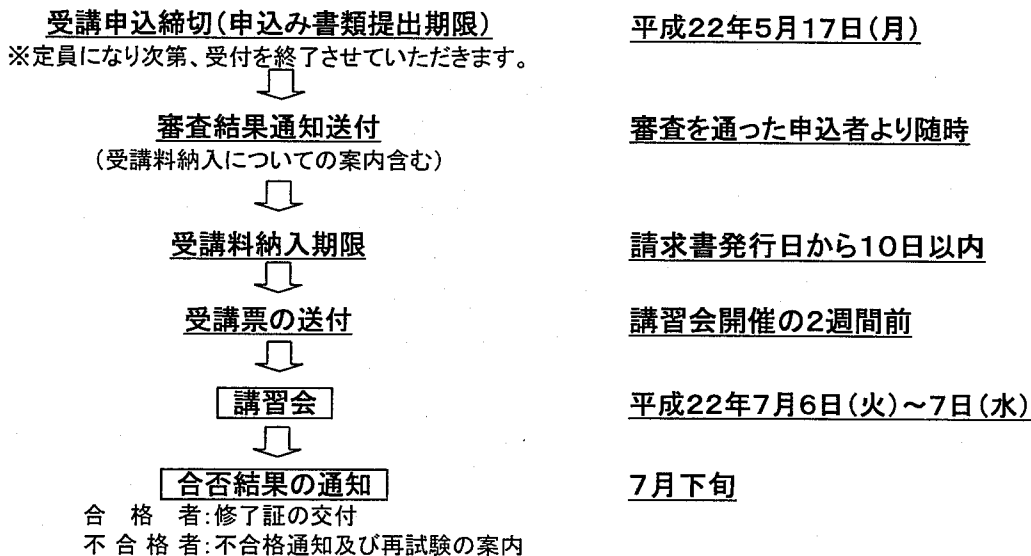 受講申込締切(申込み書類提出期限) 平成22年5月17日(月)
※定員になり次第、受付を終了させていただきます。
審査結果通知送付 審査を通った申込者より随時
(受講料納入についての案内含む)
受講料納入期限 請求書発行日から10日以内
受講票の送付 講習会開催の2週間前
講習会 平成22年7月6日(火)~7日(水)
合否結果の通知 7月下旬
合格者:修了証の交付
不合格者:不合格通知及び再試験の案内